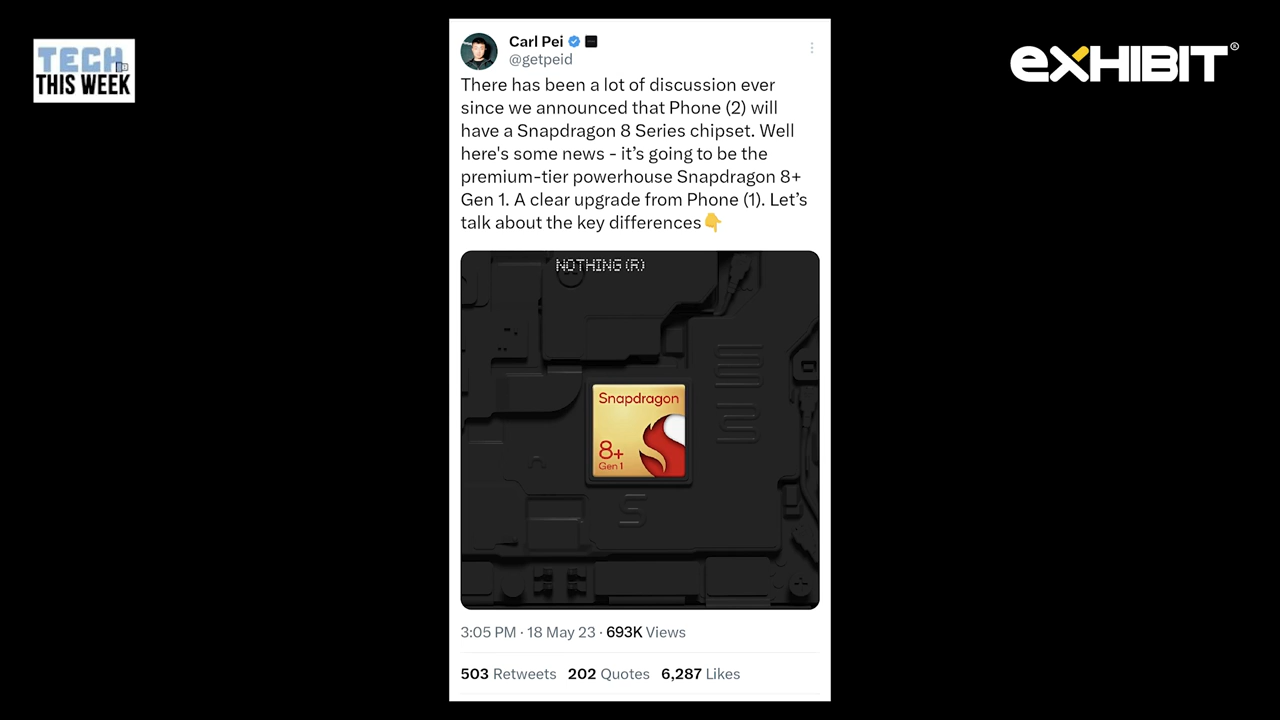 TECH
THIS WEEK
eXHIBIT®
Carl Pei
@getpeid
There has been a lot of discussion ever
since we announced that Phone (2) will
have a Snapdragon 8 Series chipset. Well
here's some news - it’s going to be the
premium-tier powerhouse Snapdragon 8+
Gen 1. A clear upgrade from Phone (1). Let’s
talk about the key differences👇
NOTHING (R)
Snapdragon
8+
Gen 1
3:05 PM · 18 May 23 · 693K Views
503 Retweets 202 Quotes 6,287 Likes